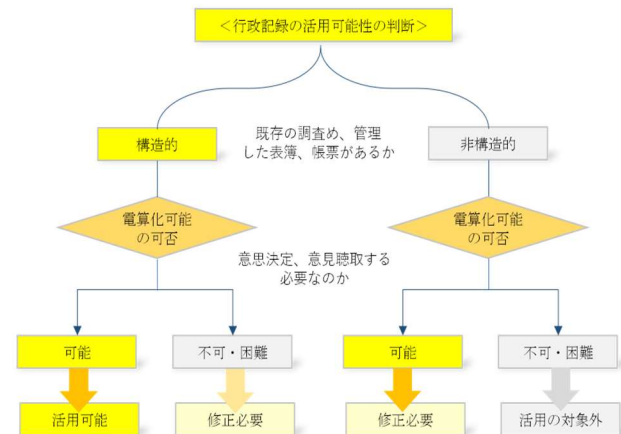 ＜行政記録の活用可能性の判断＞
構造的
既存の調査め、管理
した表簿、帳票があるか
非構造的
電算化可能
の可否
電算化可能
の可否
意思決定、意見聴取する
必要なのか
可能
不可・困難
可能
不可・困難
活用可能
修正必要
修正必要
活用の対象外